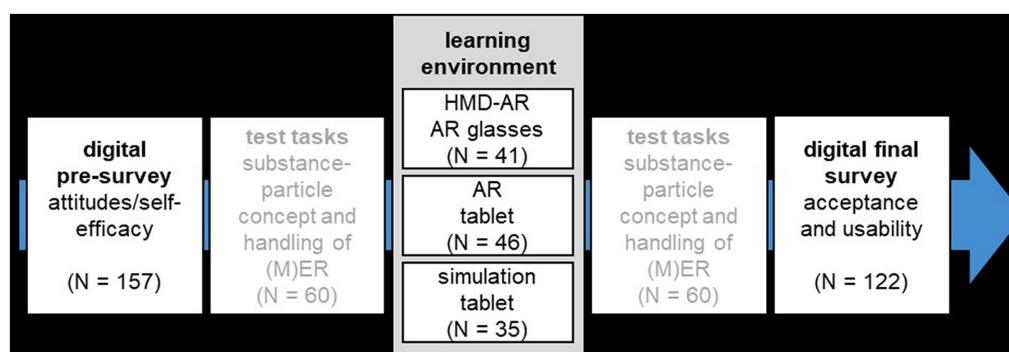 digital
pre-survey
attitudes/self-
efficacy
(N = 157)
test tasks
substance-
particle
concept and
handling of
(M)ER
(N = 60)
learning
environment
HMD-AR
AR glasses
(N = 41)
AR
tablet
(N = 46)
simulation
tablet
(N = 35)
test tasks
substance-
particle
concept and
handling of
(M)ER
(N = 60)
digital final
survey
acceptance
and usability
(N = 122)